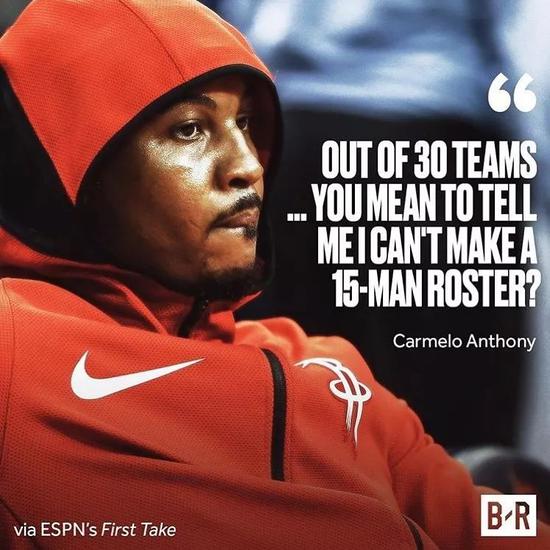 “
OUT OF 30 TEAMS
... YOU MEAN TO TELL
ME I CAN'T MAKE A
15-MAN ROSTER?
Carmelo Anthony
via ESPN's First Take
B-R